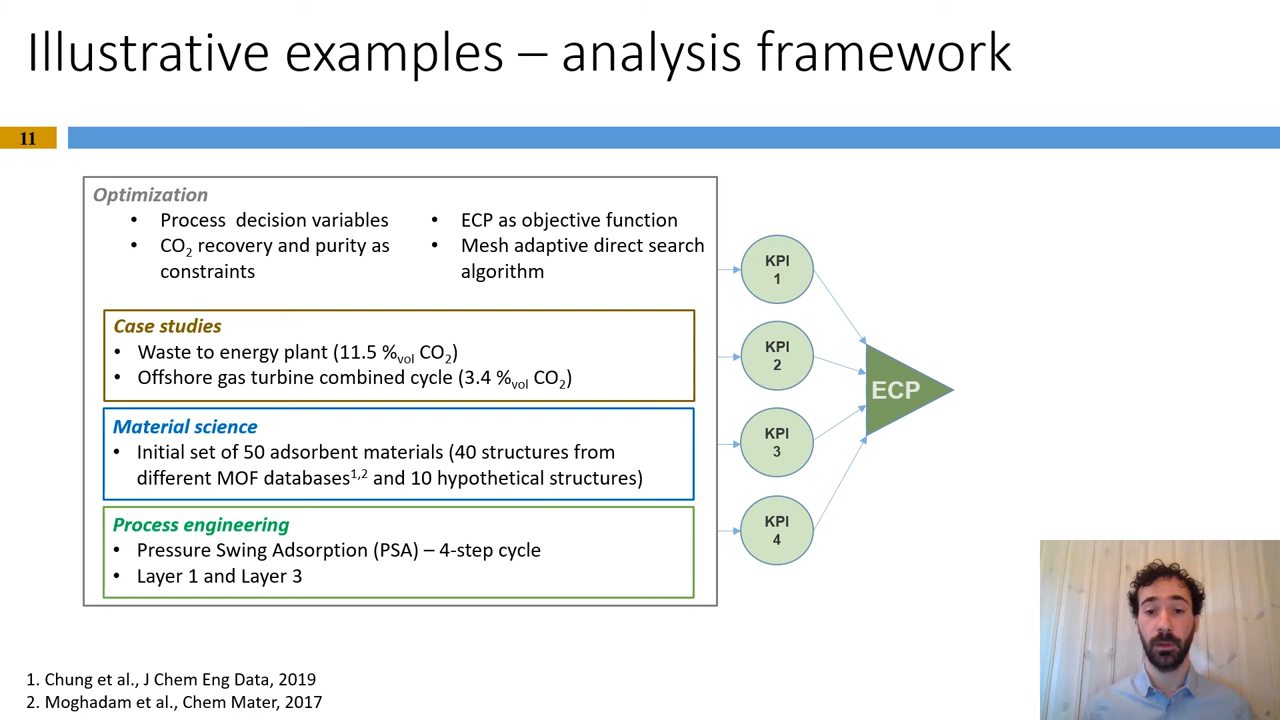 Illustrative examples – analysis framework
11
Optimization
• Process decision variables
• CO2 recovery and purity as
constraints
• ECP as objective function
• Mesh adaptive direct search
algorithm
Case studies
• Waste to energy plant (11.5 %vol CO2)
• Offshore gas turbine combined cycle (3.4 %vol CO2)
Material science
• Initial set of 50 adsorbent materials (40 structures from
different MOF databases1,2 and 10 hypothetical structures)
Process engineering
• Pressure Swing Adsorption (PSA) – 4-step cycle
• Layer 1 and Layer 3
KPI
1
KPI
2
KPI
3
KPI
4
ECP
1. Chung et al., J Chem Eng Data, 2019
2. Moghadam et al., Chem Mater, 2017